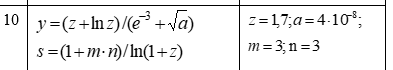 10 y=(z+ln z)/(e⁻³+√a) z=1,7; a=4·10⁻⁸;
s=(1+m·n)/ln(1+z) m=3; n=3